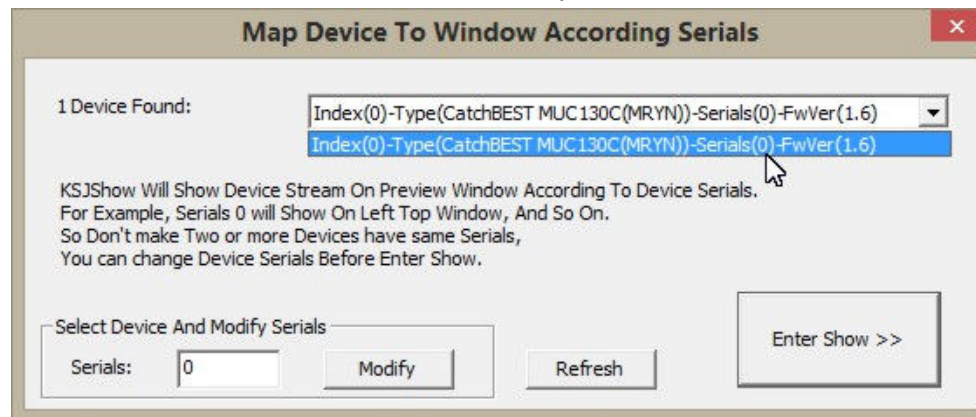 Map Device To Window According Serials
1 Device Found:
Index(0)-Type(CatchBEST MUC130C(MRYN))-Serials(0)-FwVer(1.6)
Index(0)-Type(CatchBEST MUC130C(MRYN))-Serials(0)-FwVer(1.6)
KSJShow Will Show Device Stream On Preview Window According To Device Serials.
For Example, Serials 0 will Show On Left Top Window, And So On.
So Don't make Two or more Devices have same Serials,
You can change Device Serials Before Enter Show.
Select Device And Modify Serials
Serials: 0 Modify Refresh Enter Show >>